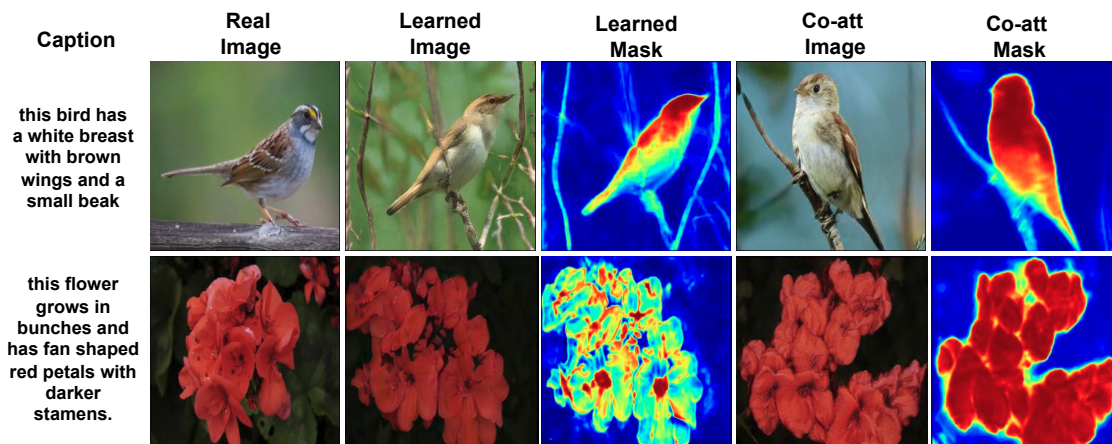 Caption
Real
Image
Learned
Image
Learned
Mask
Co-att
Image
Co-att
Mask
this bird has
a white breast
with brown
wings and a
small beak
this flower
grows in
bunches and
has fan shaped
red petals with
darker
stamens.